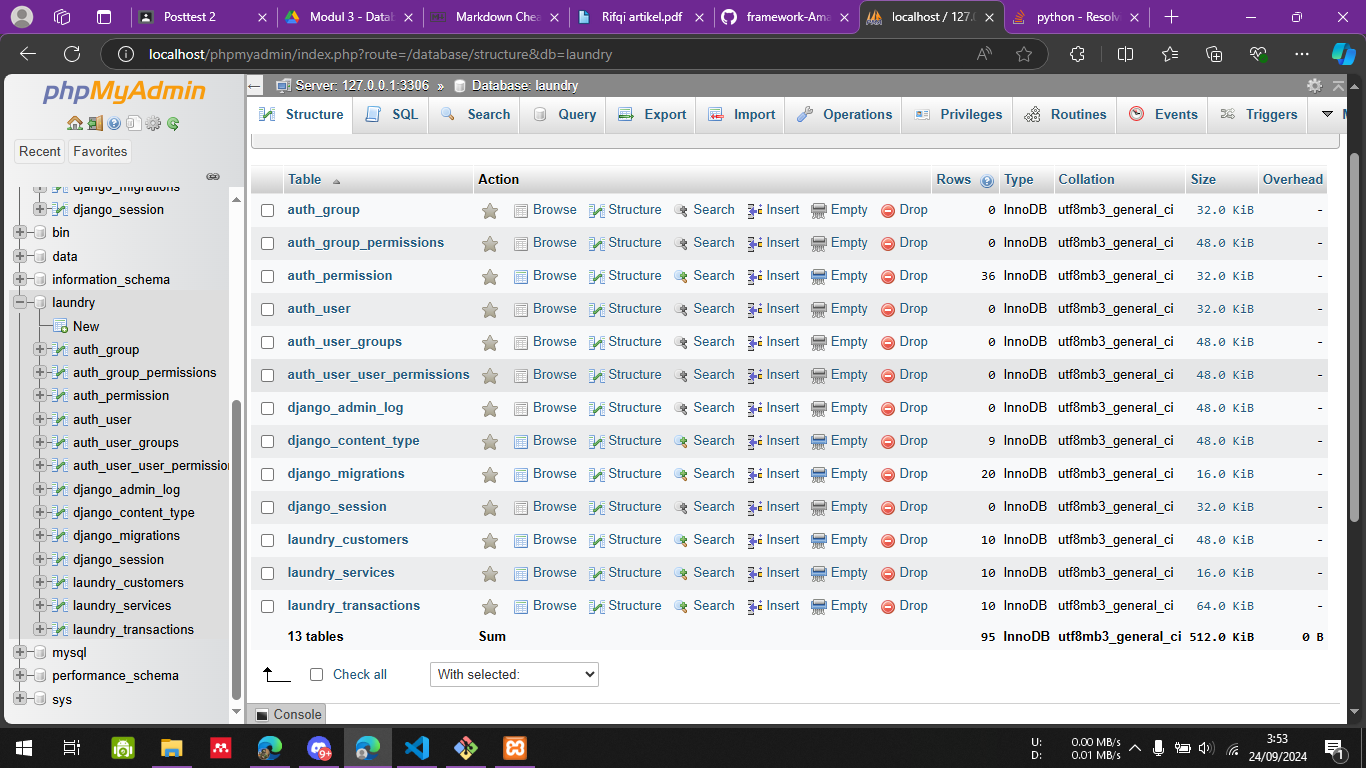 Posttest 2
Modul 3 - Datab
Markdown Chea
Rifqi artikel.pdf
framework-Ama
localhost / 127.0
python - Resolv
localhost/phpmyadmin/index.php?route=/database/structure&db=laundry
phpMyAdmin
Recent Favorites
django_migrations
django_session
bin
data
information_schema
laundry
New
auth_group
auth_group_permissions
auth_permission
auth_user
auth_user_groups
auth_user_user_permission
django_admin_log
django_content_type
django_migrations
django_session
laundry_customers
laundry_services
laundry_transactions
mysql
performance_schema
sys
Server: 127.0.0.1:3306 » Database: laundry
Structure SQL Search Query Export Import Operations Privileges Routines Events Triggers
Table Action Rows Type Collation Size Overhead
auth_group Browse Structure Search Insert Empty Drop 0 InnoDB utf8mb3_general_ci 32.0 KiB -
auth_group_permissions Browse Structure Search Insert Empty Drop 0 InnoDB utf8mb3_general_ci 48.0 KiB -
auth_permission Browse Structure Search Insert Empty Drop 36 InnoDB utf8mb3_general_ci 32.0 KiB -
auth_user Browse Structure Search Insert Empty Drop 0 InnoDB utf8mb3_general_ci 32.0 KiB -
auth_user_groups Browse Structure Search Insert Empty Drop 0 InnoDB utf8mb3_general_ci 48.0 KiB -
auth_user_user_permissions Browse Structure Search Insert Empty Drop 0 InnoDB utf8mb3_general_ci 48.0 KiB -
django_admin_log Browse Structure Search Insert Empty Drop 0 InnoDB utf8mb3_general_ci 48.0 KiB -
django_content_type Browse Structure Search Insert Empty Drop 9 InnoDB utf8mb3_general_ci 48.0 KiB -
django_migrations Browse Structure Search Insert Empty Drop 20 InnoDB utf8mb3_general_ci 16.0 KiB -
django_session Browse Structure Search Insert Empty Drop 0 InnoDB utf8mb3_general_ci 32.0 KiB -
laundry_customers Browse Structure Search Insert Empty Drop 10 InnoDB utf8mb3_general_ci 48.0 KiB -
laundry_services Browse Structure Search Insert Empty Drop 10 InnoDB utf8mb3_general_ci 16.0 KiB -
laundry_transactions Browse Structure Search Insert Empty Drop 10 InnoDB utf8mb3_general_ci 64.0 KiB -
13 tables Sum 95 InnoDB utf8mb3_general_ci 512.0 KiB 0 B
Check all With selected:
Console
U: 0.00 MB/s
D: 0.01 MB/s
3:53
24/09/2024
9+
1